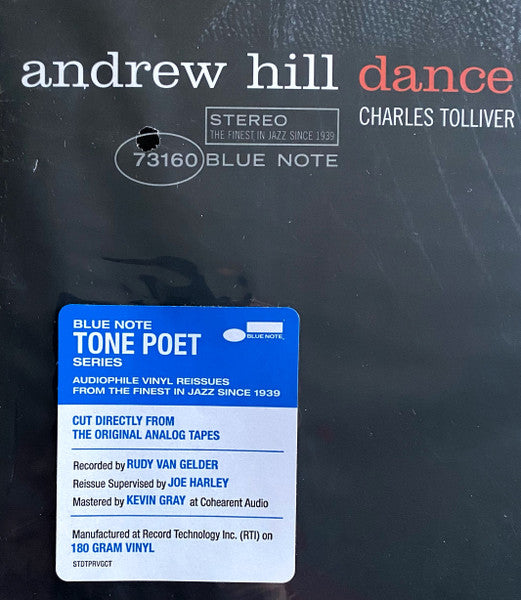 andrew hill dance
CHARLES TOLLIVER
STEREO
THE FINEST IN JAZZ SINCE 1939
73160 BLUE NOTE
BLUE NOTE
TONE POET
SERIES
BLUE NOTE
AUDIOPHILE VINYL REISSUES
FROM THE FINEST IN JAZZ SINCE 1939
CUT DIRECTLY FROM
THE ORIGINAL ANALOG TAPES
Recorded by RUDY VAN GELDER
Reissue Supervised by JOE HARLEY
Mastered by KEVIN GRAY at Cohearent Audio
Manufactured at Record Technology Inc. (RTI) on
180 GRAM VINYL
STDTPRVGCT